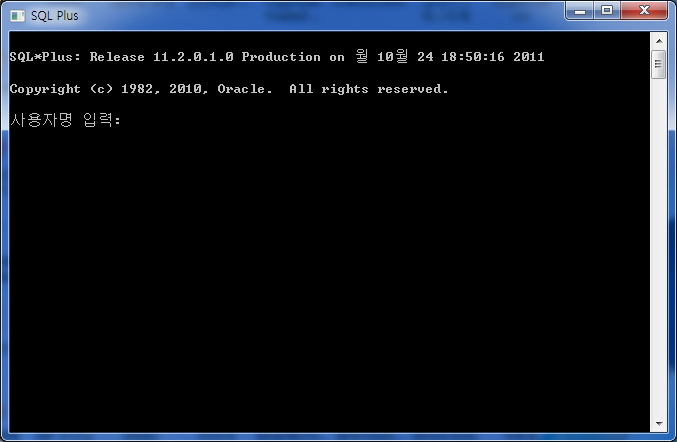 SQL Plus
SQL*Plus: Release 11.2.0.1.0 Production on 월 10월 24 18:50:16 2011
Copyright (c) 1982, 2010, Oracle.  All rights reserved.
사용자명 입력: